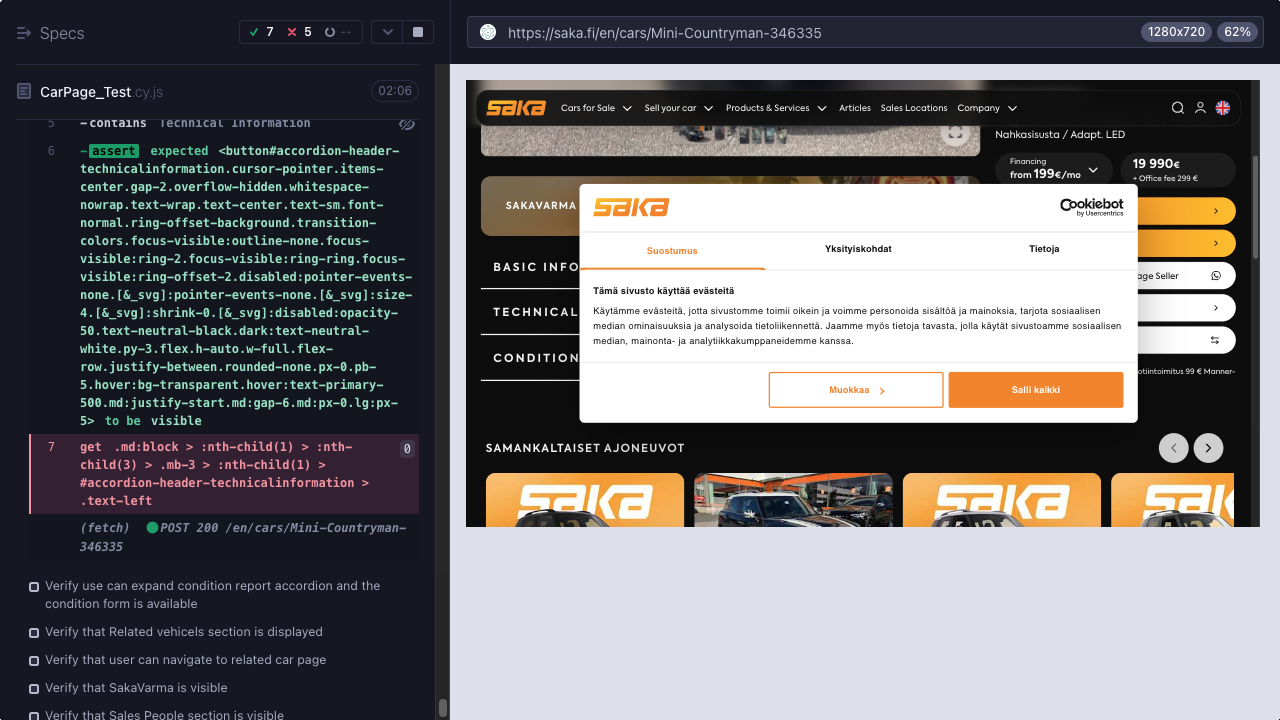 Specs
7
5
--
https://saka.fi/en/cars/Mini-Countryman-346335
1280x720
62%
CarPage_Test.cy.js
02:06
5 -contains Technical Information
6 -assert expected <button#accordion-header-
technicalinformation.cursor-pointer.items-
center.gap-2.overflow-hidden.whitespace-
nowrap.text-wrap.text-center.text-sm.font-
normal.ring-offset-background.transition-
colors.focus-visible:outline-none.focus-
visible:ring-2.focus-visible:ring-ring.focus-
visible:ring-offset-2.disabled:pointer-events-
none.[&_svg]:pointer-events-none.[&_svg]:size-
4.[&_svg]:shrink-0.[&_svg]:disabled:opacity-
50.text-neutral-black.dark:text-neutral-
white.py-3.flex.h-auto.w-full.flex-
row.justify-between.rounded-none.px-0.pb-
5.hover:bg-transparent.hover:text-primary-
500.md:justify-start.md:gap-6.md:px-0.lg:px-
5> to be visible
7 get .md:block > :nth-child(1) > :nth-
child(3) > .mb-3 > :nth-child(1) >
#accordion-header-technicalinformation >
.text-left
0
(fetch) POST 200 /en/cars/Mini-Countryman-
346335
Verify use can expand condition report accordion and the
condition form is available
Verify that Related vehicels section is displayed
Verify that user can navigate to related car page
Verify that SakaVarma is visible
Verify that Sales People section is visible
saka
Cars for Sale
Sell your car
Products & Services
Articles
Sales Locations
Company
Nahkasisusta / Adapt. LED
Financing
from 199€/mo
19 990€
+ Office fee 299 €
SAKAVARMA
BASIC INFO
TECHNICAL
CONDITION
age Seller
otiintoimitus 99 € Manner-
saka
Cookiebot
by Usercentrics
Suostumus
Yksityiskohdat
Tietoja
Tämä sivusto käyttää evästeitä
Käytämme evästeitä, jotta sivustomme toimii oikein ja voimme personoida sisältöä ja mainoksia, tarjota sosiaalisen
median ominaisuuksia ja analysoida tietoliikennettä. Jaamme myös tietoja tavasta, jolla käytät sivustoamme sosiaalisen
median, mainonta- ja analytiikkakumppaneidemme kanssa.
Muokkaa
Salli kaikki
SAMANKALTAISET AJONEUVOT
saka
saka
sak